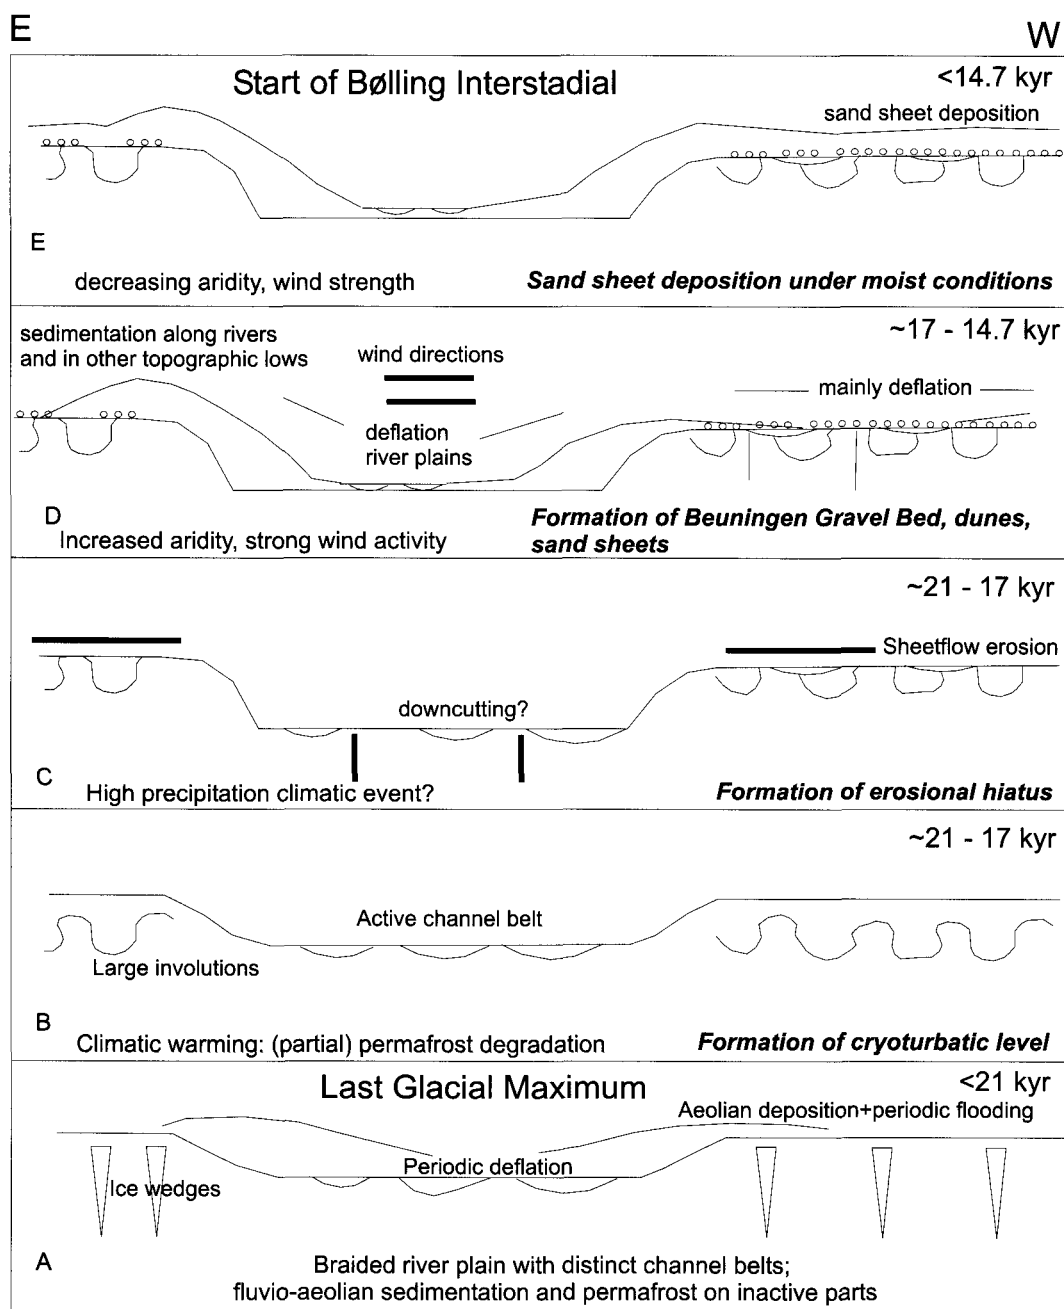 E
W
Start of Bølling Interstadial
<14.7 kyr
sand sheet deposition
E
decreasing aridity, wind strength
Sand sheet deposition under moist conditions
~17 - 14.7 kyr
sedimentation along rivers
and in other topographic lows
wind directions
mainly deflation
deflation
river plains
D
Increased aridity, strong wind activity
Formation of Beuningen Gravel Bed, dunes,
sand sheets
~21 - 17 kyr
Sheetflow erosion
downcutting?
C
High precipitation climatic event?
Formation of erosional hiatus
~21 - 17 kyr
Active channel belt
Large involutions
B
Climatic warming: (partial) permafrost degradation
Formation of cryoturbatic level
Last Glacial Maximum
<21 kyr
Aeolian deposition+periodic flooding
Periodic deflation
Ice wedges
A
Braided river plain with distinct channel belts;
fluvio-aeolian sedimentation and permafrost on inactive parts